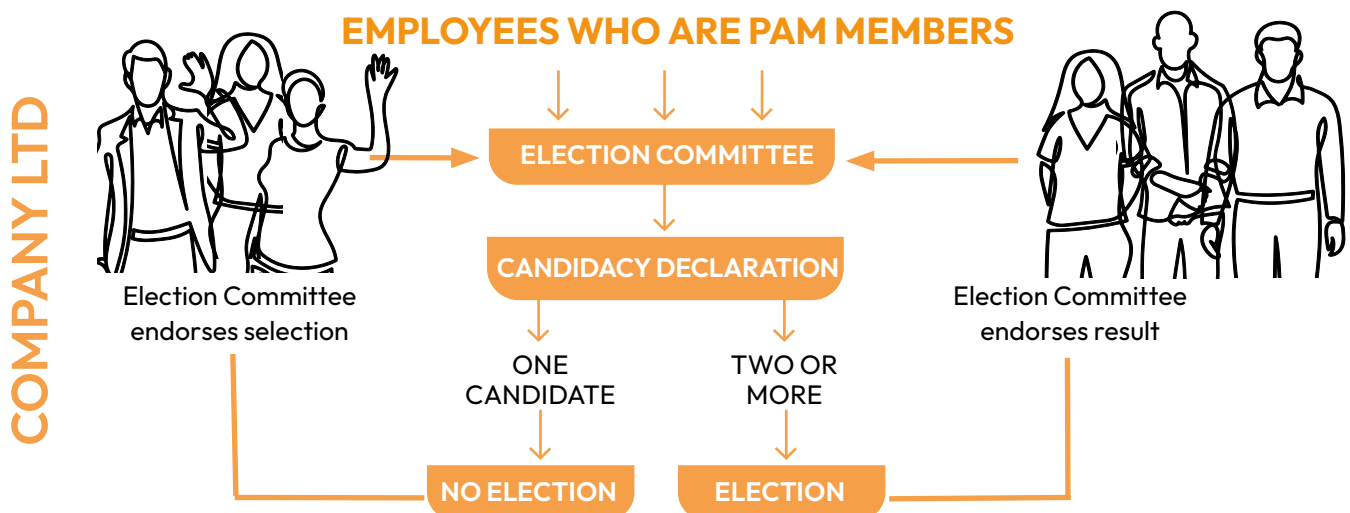 COMPANY LTD
EMPLOYEES WHO ARE PAM MEMBERS
ELECTION COMMITTEE
CANDIDACY DECLARATION
Election Committee
endorses selection
Election Committee
endorses result
ONE
CANDIDATE
TWO OR
MORE
NO ELECTION
ELECTION